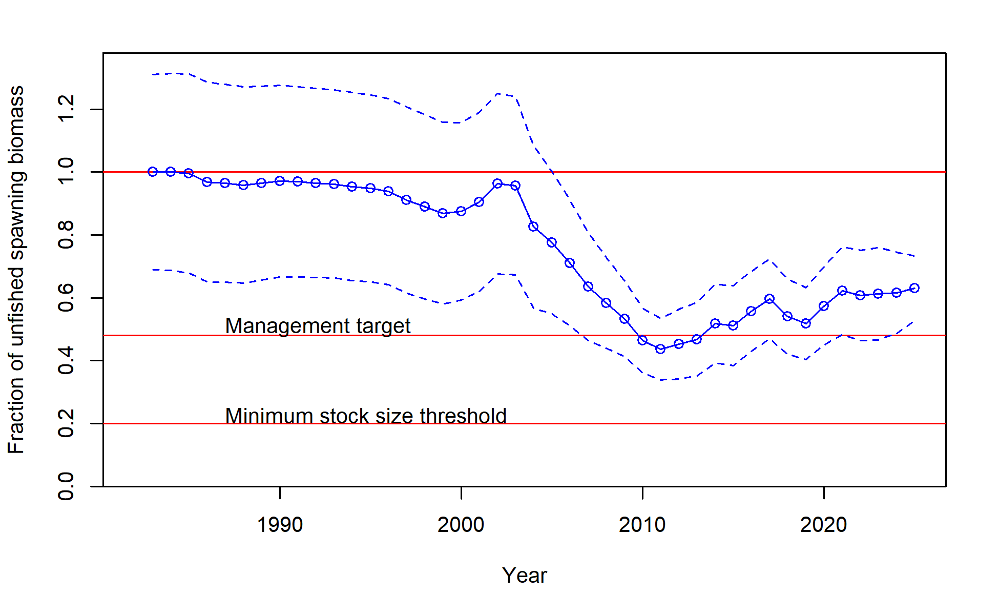 Fraction of unfished spawning biomass
1.2
1.0
0.8
0.6
0.4
0.2
0.0
Management target
Minimum stock size threshold
1990 2000 2010 2020
Year